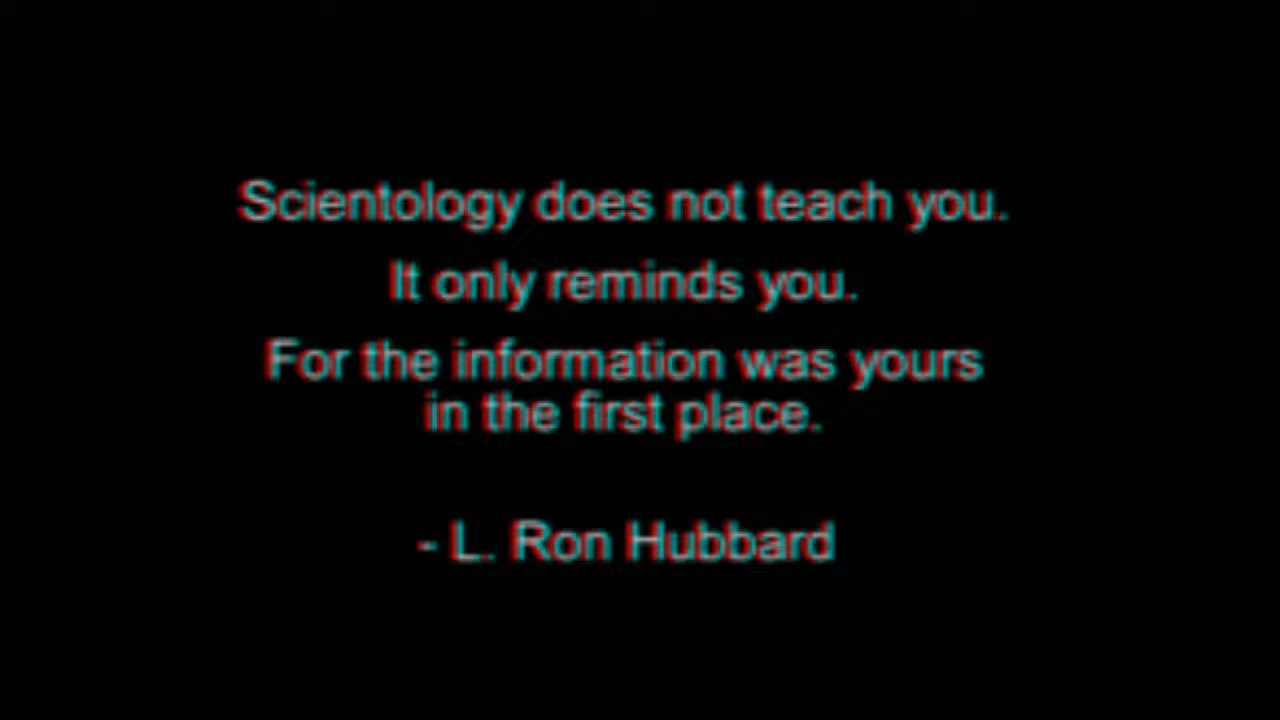 Scientology does not teach you.
It only reminds you.
For the information was yours
in the first place.
- L. Ron Hubbard